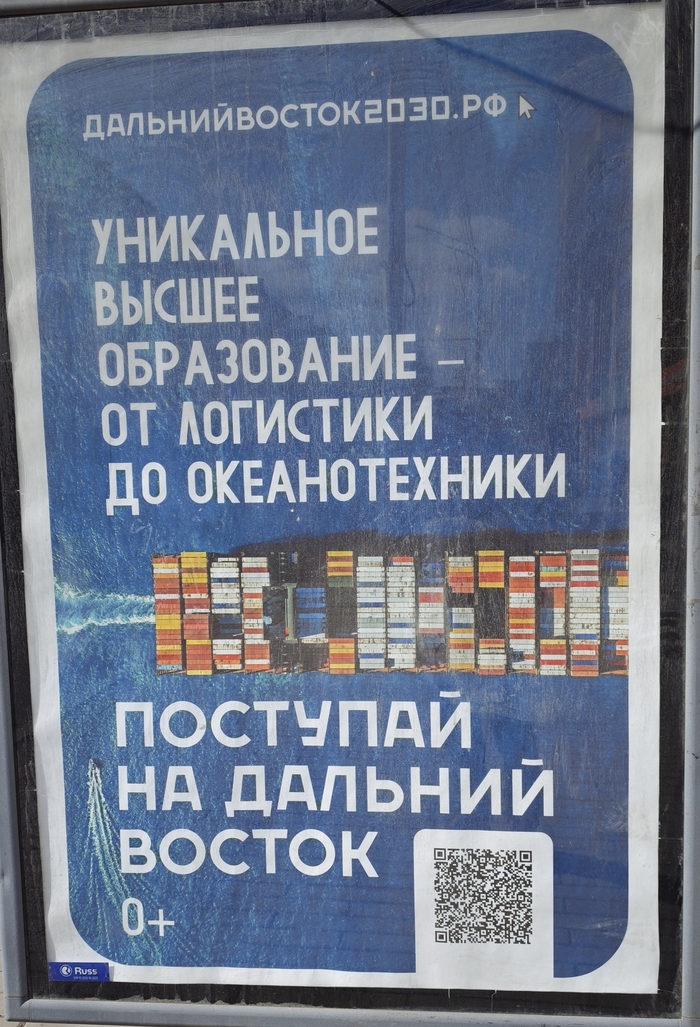 ДАЛЬНИЙВОСТОК2030.РФ
УНИКАЛЬНОЕ
ВЫСШЕЕ
ОБРАЗОВАНИЕ –
ОТ ЛОГИСТИКИ
ДО ОКЕАНОТЕХНИКИ
ПОСТУПАЙ
НА ДАЛЬНИЙ
ВОСТОК
0+
Russ